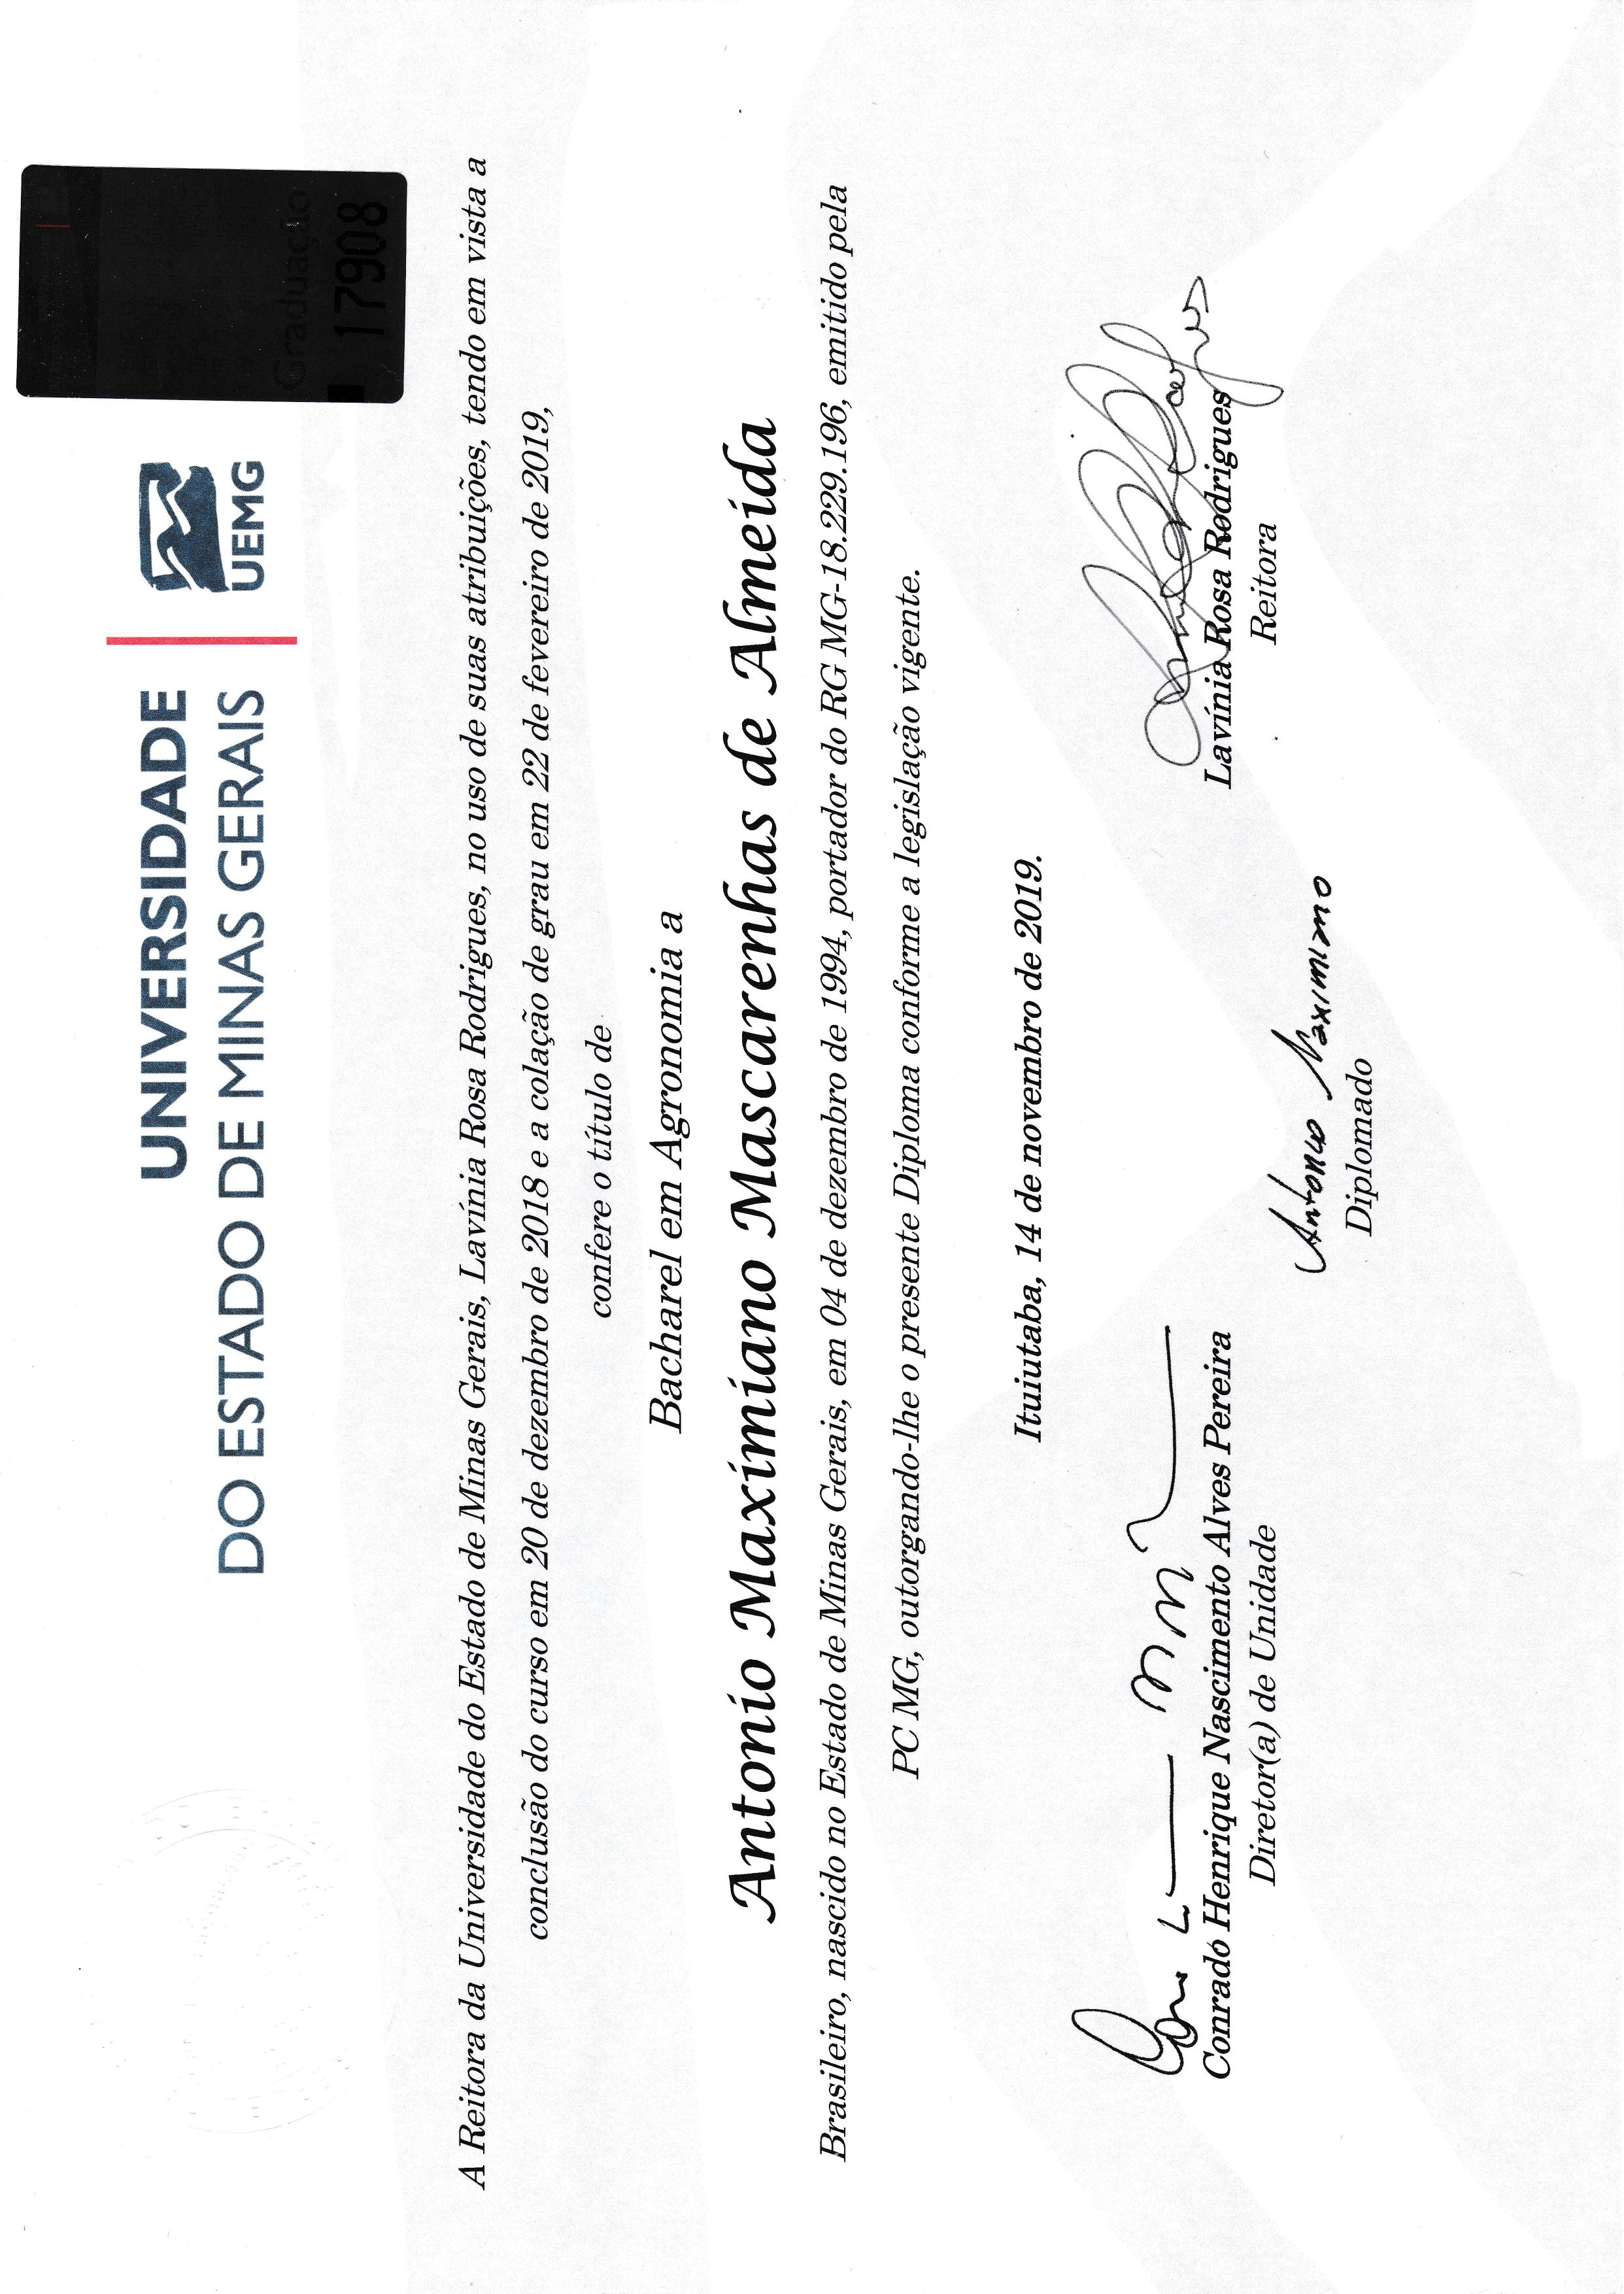 UNIVERSIDADE
DO ESTADO DE MINAS GERAIS
UEMG
Graduação
17908
A Reitora da Universidade do Estado de Minas Gerais, Lavínia Rosa Rodrigues, no uso de suas atribuições, tendo em vista a
conclusão do curso em 20 de dezembro de 2018 e a colação de grau em 22 de fevereiro de 2019,
confere o título de
Bacharel em Agronomia a
Antonio Maximiano Mascarenhas de Almeida
Brasileiro, nascido no Estado de Minas Gerais, em 04 de dezembro de 1994, portador do RG MG-18.229.196, emitido pela
PC MG, outorgando-lhe o presente Diploma conforme a legislação vigente.
Ituiutaba, 14 de novembro de 2019.
Conrado Henrique Nascimento Alves Pereira
Diretor(a) de Unidade
Lavínia Rosa Rodrigues
Reitora
Antonio Maximiano
Diplomado